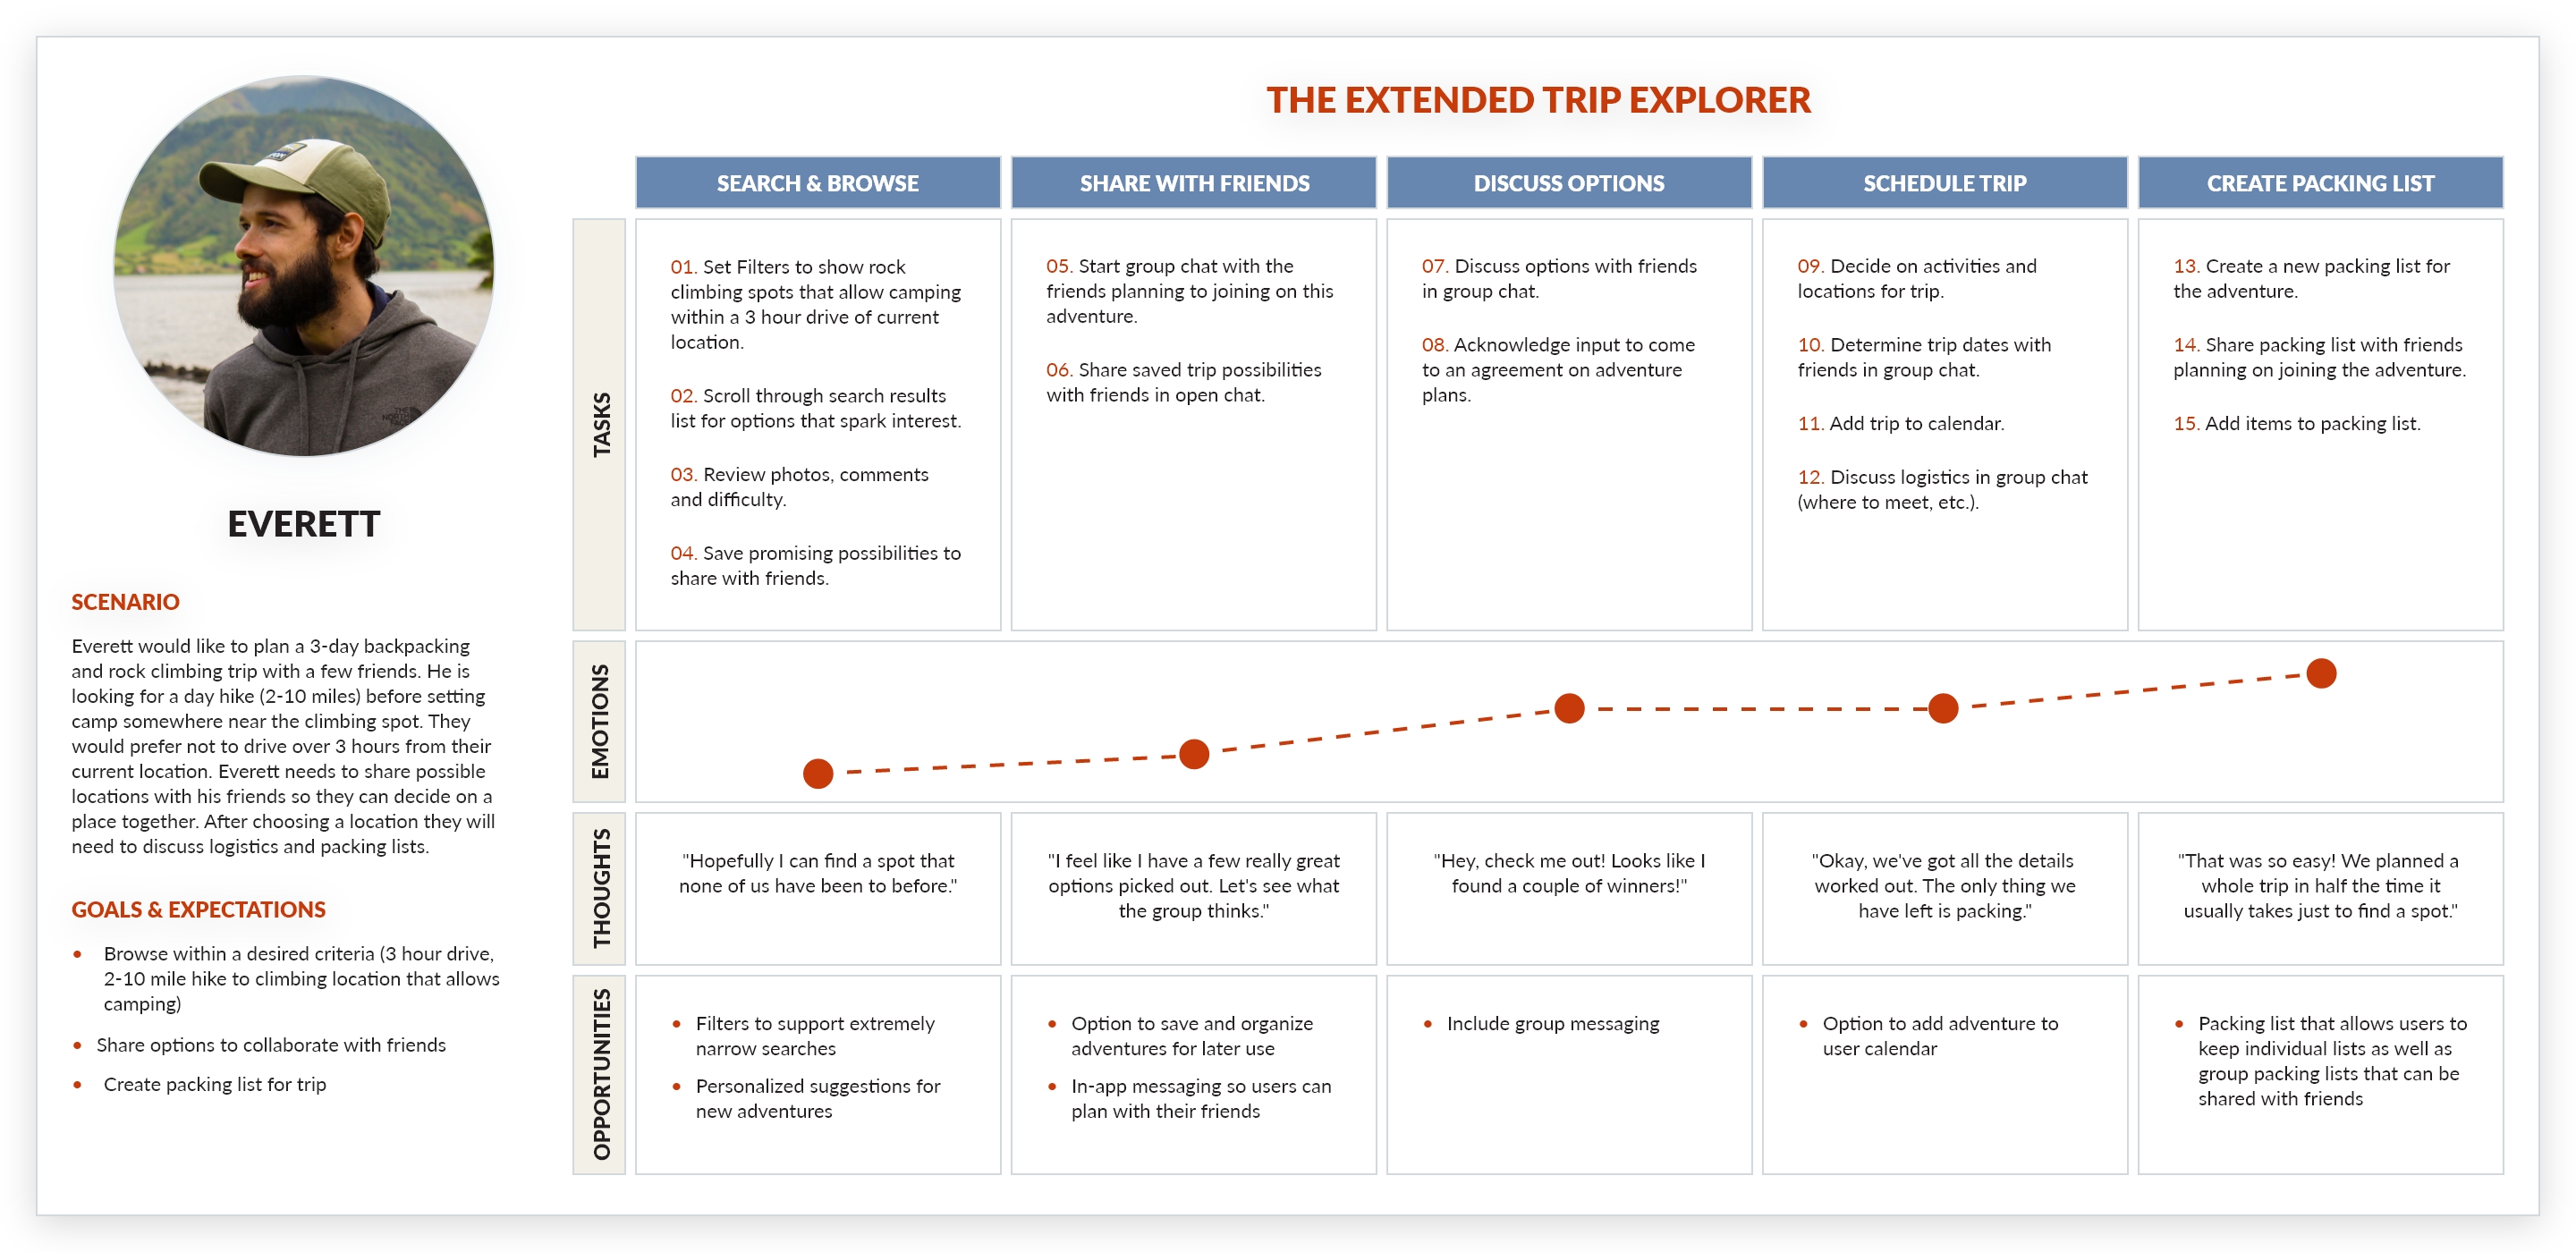 THE EXTENDED TRIP EXPLORER
EVERETT
SCENARIO
Everett would like to plan a 3-day backpacking
and rock climbing trip with a few friends. He is
looking for a day hike (2-10 miles) before setting
camp somewhere near the climbing spot. They
would prefer not to drive over 3 hours from their
current location. Everett needs to share possible
locations with his friends so they can decide on a
place together. After choosing a location they will
need to discuss logistics and packing lists.
GOALS & EXPECTATIONS
• Browse within a desired criteria (3 hour drive,
2-10 mile hike to climbing location that allows
camping)
• Share options to collaborate with friends
• Create packing list for trip
SEARCH & BROWSE
SHARE WITH FRIENDS
DISCUSS OPTIONS
SCHEDULE TRIP
CREATE PACKING LIST
TASKS
01. Set Filters to show rock
climbing spots that allow camping
within a 3 hour drive of current
location.
02. Scroll through search results
list for options that spark interest.
03. Review photos, comments
and difficulty.
04. Save promising possibilities to
share with friends.
05. Start group chat with the
friends planning to joining on this
adventure.
06. Share saved trip possibilities
with friends in open chat.
07. Discuss options with friends
in group chat.
08. Acknowledge input to come
to an agreement on adventure
plans.
09. Decide on activities and
locations for trip.
10. Determine trip dates with
friends in group chat.
11. Add trip to calendar.
12. Discuss logistics in group chat
(where to meet, etc.).
13. Create a new packing list for
the adventure.
14. Share packing list with friends
planning on joining the adventure.
15. Add items to packing list.
EMOTIONS
THOUGHTS
"Hopefully I can find a spot that
none of us have been to before."
"I feel like I have a few really great
options picked out. Let's see what
the group thinks."
"Hey, check me out! Looks like I
found a couple of winners!"
"Okay, we've got all the details
worked out. The only thing we
have left is packing."
"That was so easy! We planned a
whole trip in half the time it
usually takes just to find a spot."
OPPORTUNITIES
• Filters to support extremely
narrow searches
• Personalized suggestions for
new adventures
• Option to save and organize
adventures for later use
• In-app messaging so users can
plan with their friends
• Include group messaging
• Option to add adventure to
user calendar
• Packing list that allows users to
keep individual lists as well as
group packing lists that can be
shared with friends
THE
NORTH
FACE